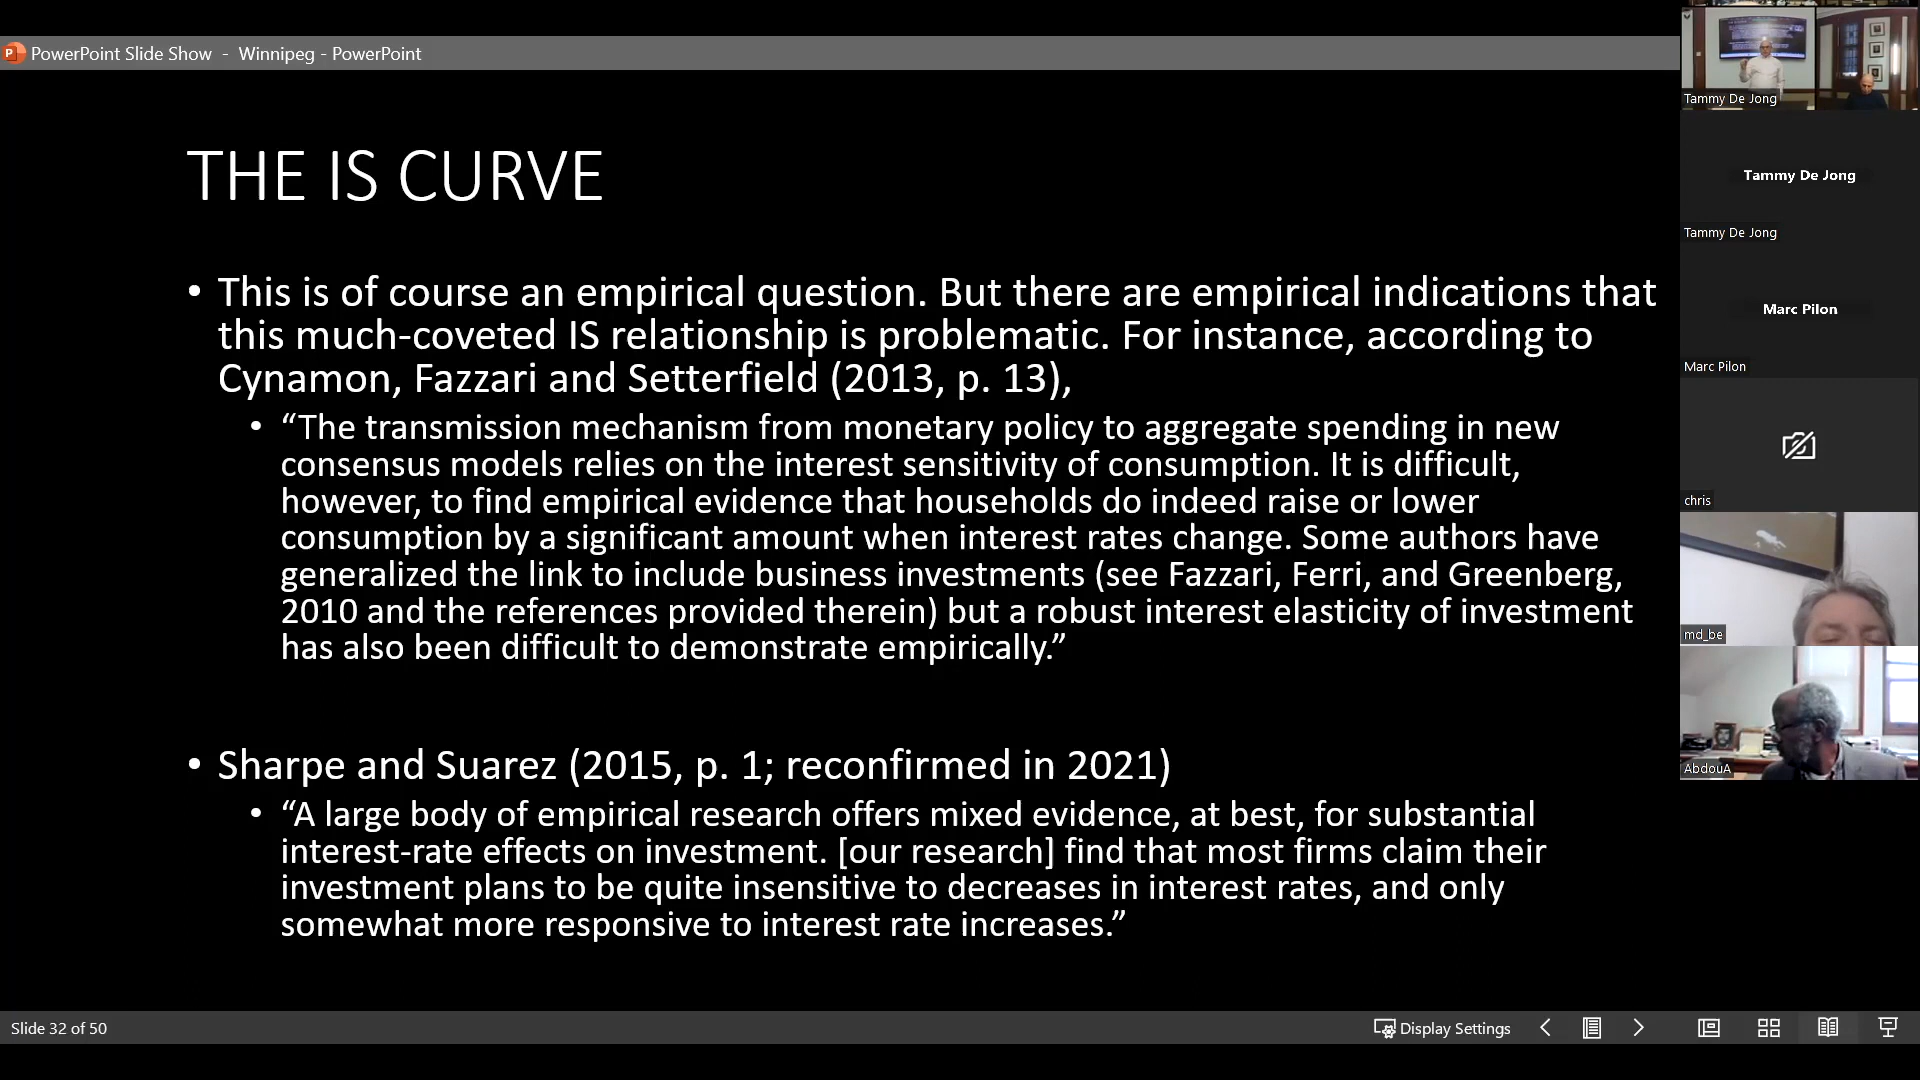 PowerPoint Slide Show - Winnipeg - PowerPoint
THE IS CURVE
• This is of course an empirical question. But there are empirical indications that
this much-coveted IS relationship is problematic. For instance, according to
Cynamon, Fazzari and Setterfield (2013, p. 13),
• “The transmission mechanism from monetary policy to aggregate spending in new
consensus models relies on the interest sensitivity of consumption. It is difficult,
however, to find empirical evidence that households do indeed raise or lower
consumption by a significant amount when interest rates change. Some authors have
generalized the link to include business investments (see Fazzari, Ferri, and Greenberg,
2010 and the references provided therein) but a robust interest elasticity of investment
has also been difficult to demonstrate empirically.”
• Sharpe and Suarez (2015, p. 1; reconfirmed in 2021)
• “A large body of empirical research offers mixed evidence, at best, for substantial
interest-rate effects on investment. [our research] find that most firms claim their
investment plans to be quite insensitive to decreases in interest rates, and only
somewhat more responsive to interest rate increases.”
Slide 32 of 50
Display Settings
Tammy De Jong
Tammy De Jong
Tammy De Jong
Marc Pilon
Marc Pilon
chris
md_be
AbdouA